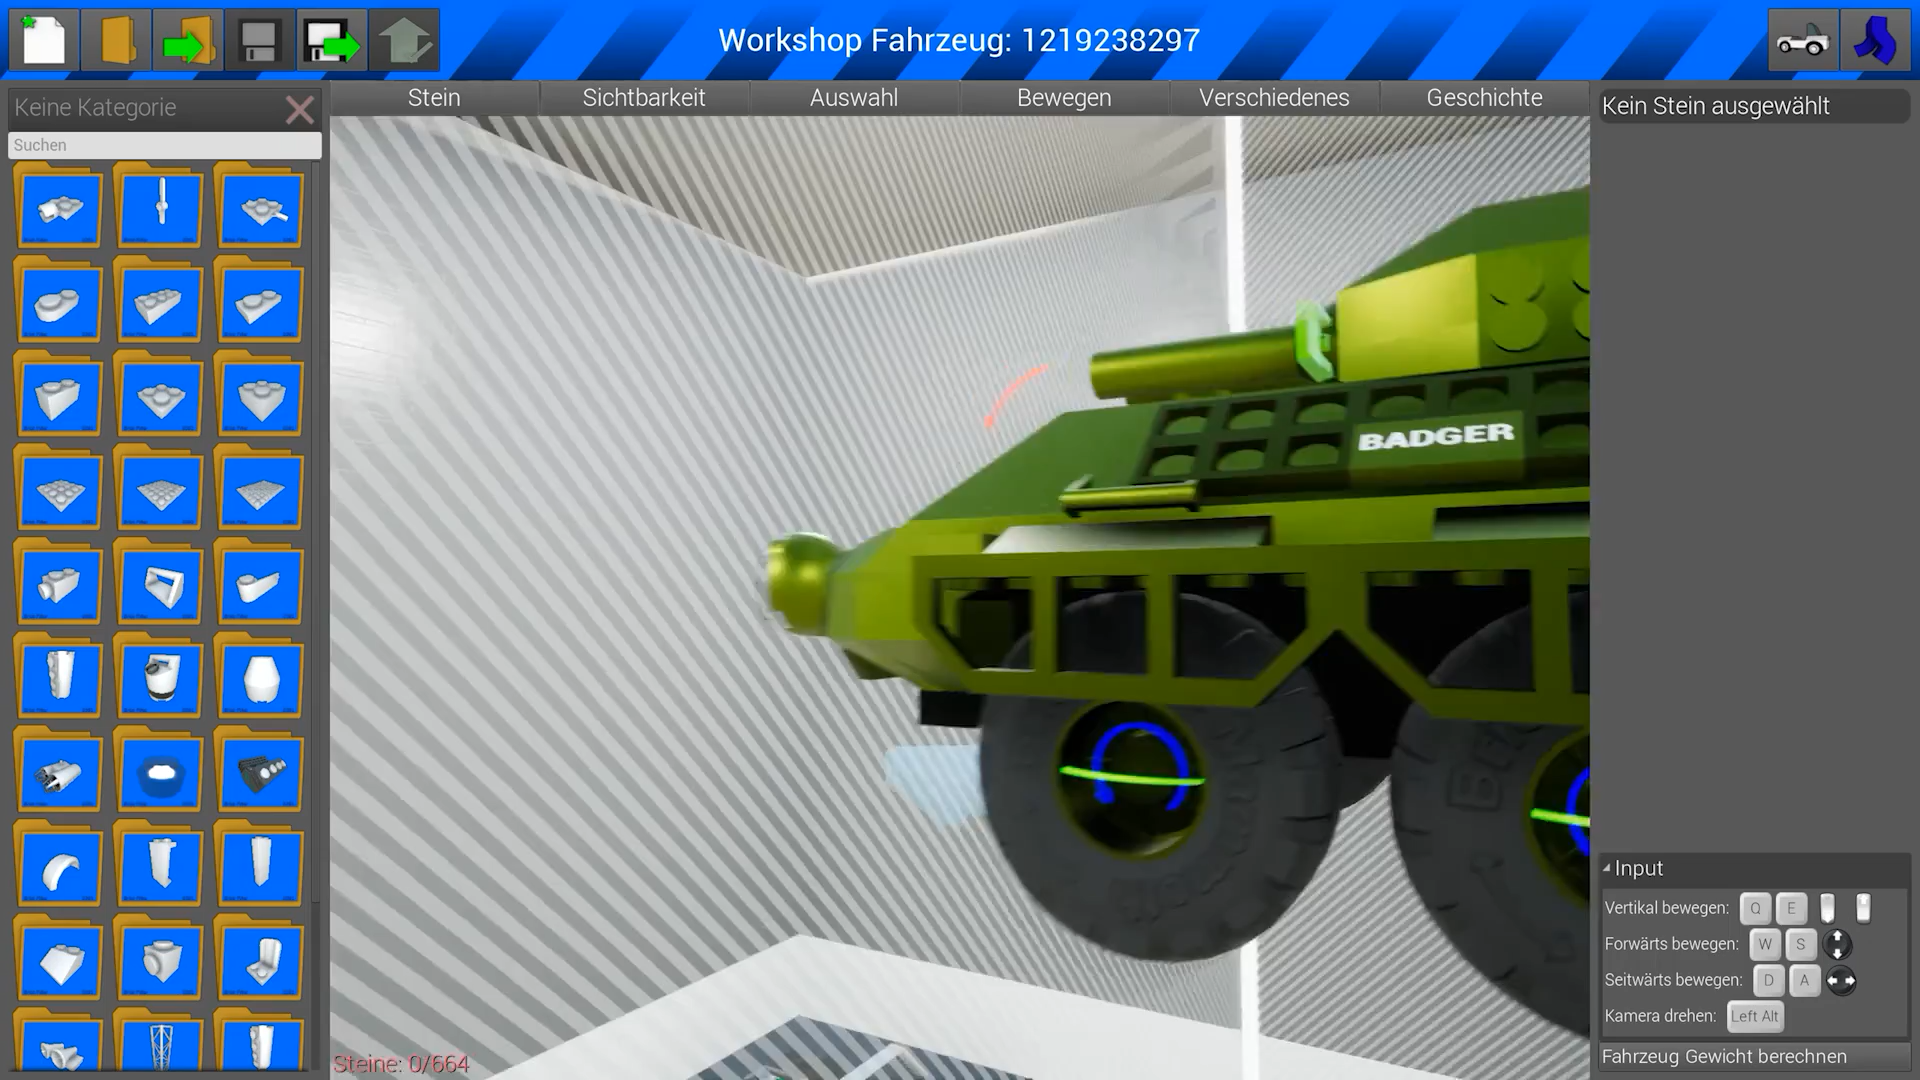 Workshop Fahrzeug: 1219238297
Keine Kategorie
Suchen
Stein
Sichtbarkeit
Auswahl
Bewegen
Verschiedenes
Geschichte
Kein Stein ausgewählt
BADGER
Input
Vertikal bewegen: Q E
Forwärts bewegen: W S
Seitwärts bewegen: D A
Kamera drehen: Left Alt
Fahrzeug Gewicht berechnen
Steine: 0/664